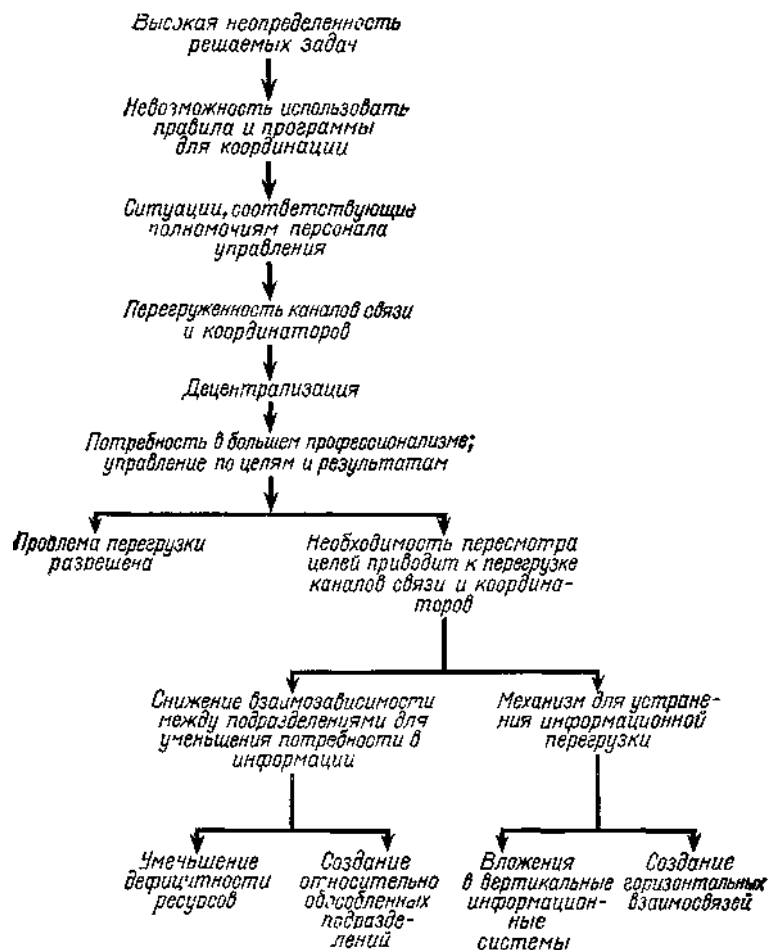 Высокая неопределенность
решаемых задач
Невозможность использовать
правила и программы
для координации
Ситуации, соответствующие
полномочиям персонала
управления
Перегруженность каналов связи
и координаторов
Децентрализация
Потребность в большем профессионализме;
управление по целям и результатам
Проблема перегрузки
разрешена
Необходимость пересмотра
целей приводит к перегрузке
каналов связи и координа-
торов
Снижение взаимозависимости
между подразделениями для
уменьшения потребности в
информации
Механизм для устране-
ния информационной
перегрузки
Уменьшение
дефицитности
ресурсов
Создание
относительно
обособленных
подразде-
лений
Вложения
в вертикальные
информацион-
ные
системы
Создание
горизонтальных
взаимосвязей